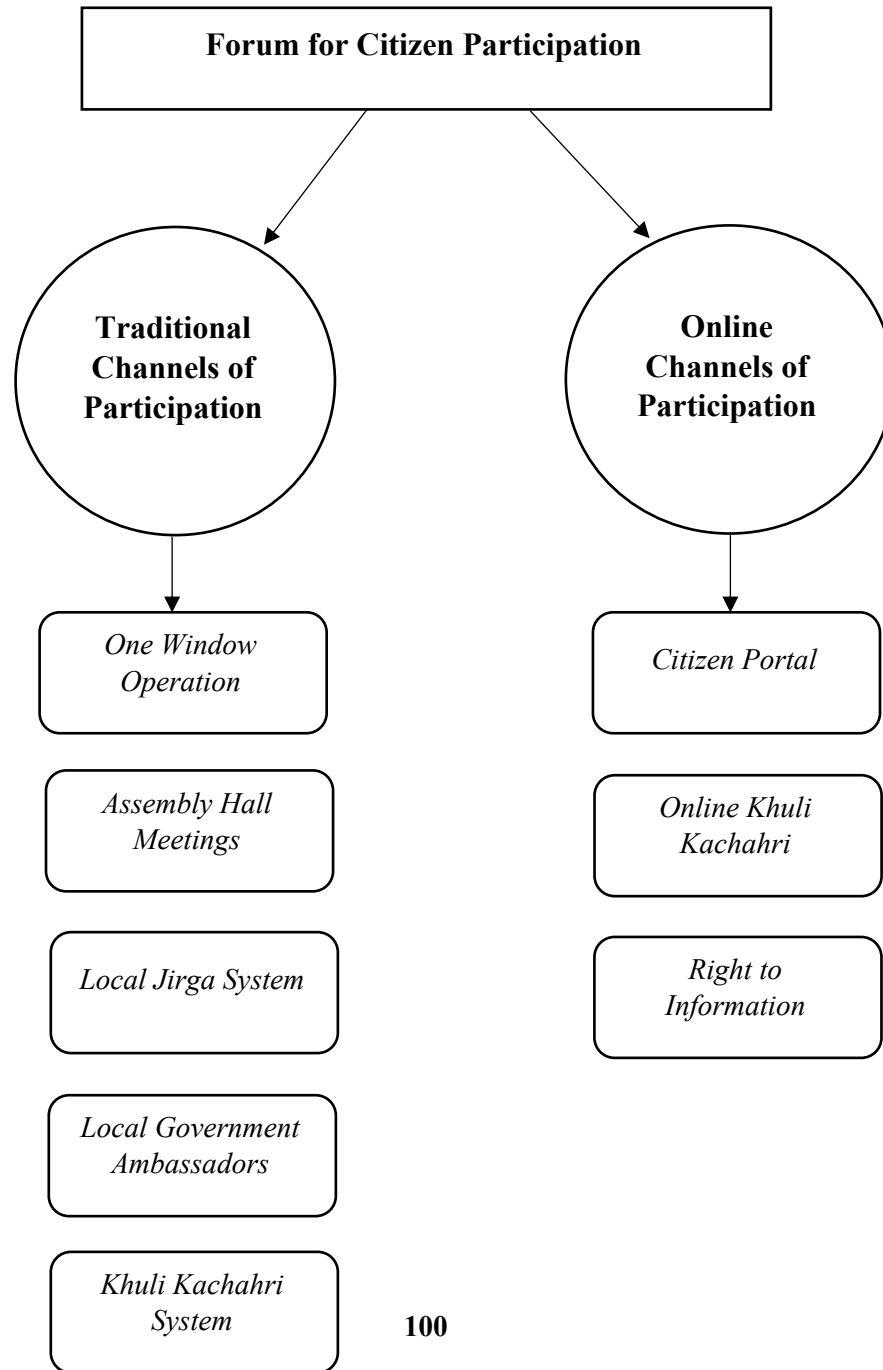 Forum for Citizen Participation
Traditional
Channels of
Participation
One Window
Operation
Assembly Hall
Meetings
Local Jirga System
Local Government
Ambassadors
Khuli Kachahri
System
Online
Channels of
Participation
Citizen Portal
Online Khuli
Kachahri
Right to
Information
100